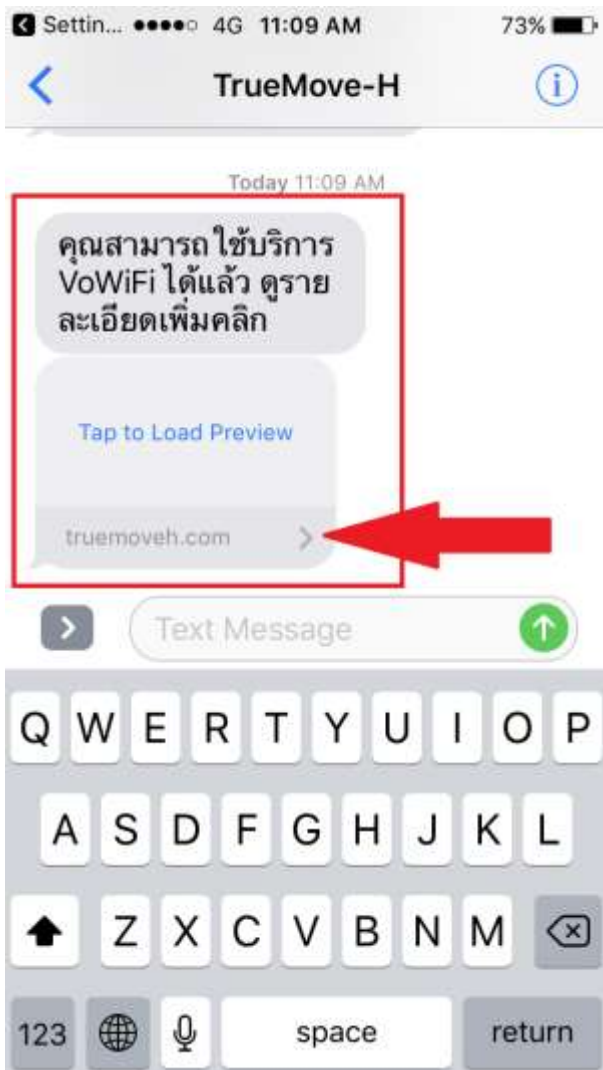 Settin... 4G 11:09 AM 73%
TrueMove-H
Today 11:09 AM
คุณสามารถใช้บริการ
VoWiFi ได้แล้ว ดูราย
ละเอียดเพิ่มคลิก
Tap to Load Preview
truemoveh.com
Text Message
Q W E R T Y U I O P
A S D F G H J K L
Z X C V B N M
123 space return